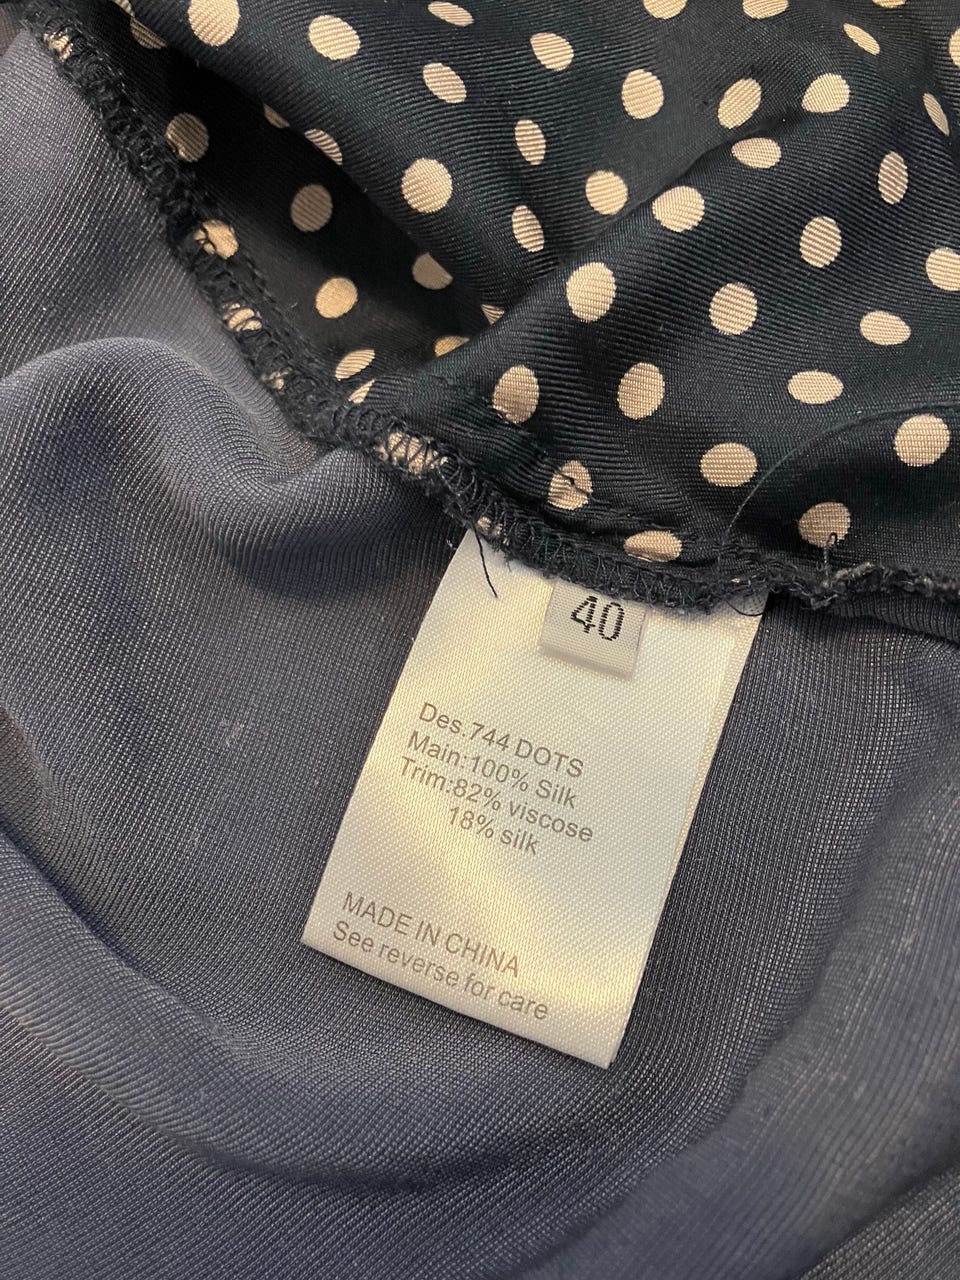 40
Des.744 DOTS
Main:100% Silk
Trim:82% viscose
18% silk
MADE IN CHINA
See reverse for care